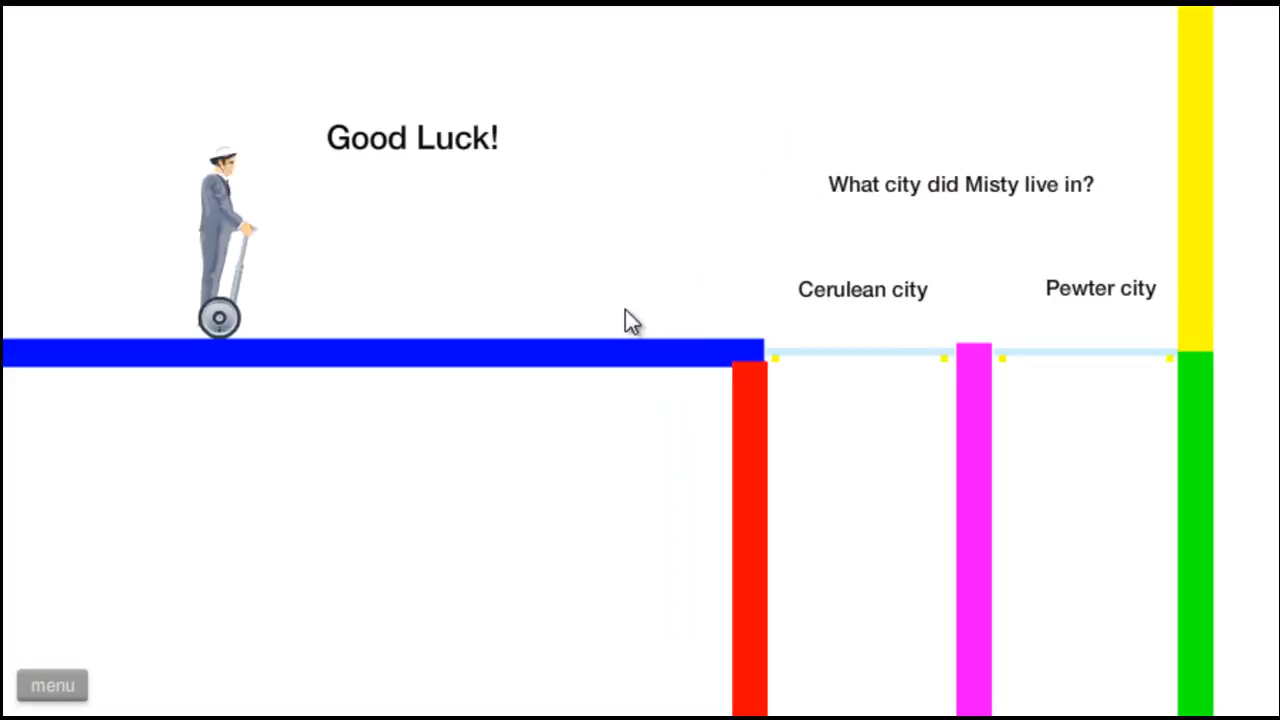 Good Luck!
What city did Misty live in?
Cerulean city
Pewter city
menu